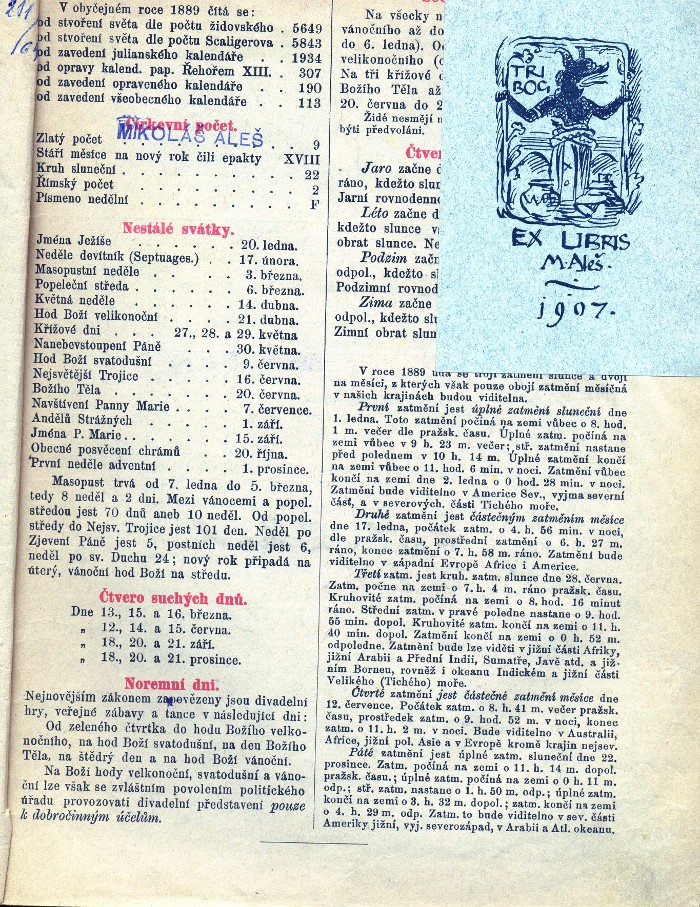 211/
V obyčejném roce 1889 čítá se:
od stvoření světa dle počtu židovského . 5649
od stvoření světa dle počtu Scaligerova . 5843
od zavedení julianského kalendáře . . 1934
od opravy kalend. pap. Řehořem XIII. . 307
od zavedení opraveného kalendáře . . 190
od zavedení všeobecného kalendáře . . 113
Církevní počet.
MIKOLÁŠ ALEŠ
Zlatý počet 9
Stáří měsíce na nový rok čili epakty XVIII
Kruh sluneční . . . . . . . 22
Římský počet . . . . . . . 2
Písmeno nedělní . . . . . . F
Nestálé svátky.
Jména Ježíše . . . . . . 20. ledna.
Neděle devítník (Septuages.) . . 17. února.
Masopustní neděle . . . . 3. března.
Popeleční středa . . . . . 6. března.
Květná neděle . . . . . 14. dubna.
Hod Boží velikonoční . . . . 21. dubna.
Křížové dni . . . . 27., 28. a 29. května
Nanebevstoupení Páně . . . . 30. května.
Hod Boží svatodušní . . . . 9. června.
Nejsvětější Trojice . . . . 16. června.
Božího Těla . . . . . . 20. června.
Navštívení Panny Marie . . . . 7. července.
Andělů Strážných . . . . . 1. září.
Jména P. Marie . . . . . . 15. září.
Obecné posvěcení chrámů . . . 20. října.
První neděle adventní . . . . 1. prosince.
Masopust trvá od 7. ledna do 5. března,
tedy 8 neděl a 2 dni. Mezi vánocemi a popel.
středou jest 70 dnů aneb 10 neděl. Od popel.
středy do Nejsv. Trojice jest 101 den. Neděl po
Zjevení Páně jest 5, postních neděl jest 6,
neděl po sv. Duchu 24; nový rok připadá na
úterý, vánoční hod Boží na středu.
Čtvero suchých dnů.
Dne 13., 15. a 16. března.
„ 12., 14. a 15. června.
„ 18., 20. a 21. září.
„ 18., 20. a 21. prosince.
Noremní dni.
Nejnovějším zákonem zapovězeny jsou divadelní
hry, veřejné zábavy a tance v následující dni:
Od zeleného čtvrtka do hodu Božího velko-
nočního, na hod Boží svatodušní, na den Božího
Těla, na štědrý den a na hod Boží vánoční.
Na Boží hody velkonoční, svatodušní a váno-
ční lze však se zvláštním povolením politického
úřadu provozovati divadelní představení pouze
k dobročinným účelům.
Na všecky n
vánočního až do
do 6. ledna). O
velikonočního (
Na tři křížové d
Božího Těla až
20. června do 2
Židé nesmějí n
býti předvoláni.
Čtver
Jaro začne d
ráno, kdežto slun
Jarní rovnodenn
Léto začne d
kdežto slunce v
obrat slunce. Ne
Podzim začn
odpol., kdežto sl
Podzimní rovnod
Zima začne
odpol., kdežto slu
Zimní obrat slun
TRI
BOGI
EX LIBRIS
M. Aleš.
1907.
V roce 1889 udá se trojí zatmění slunce a dvojí
na měsíci, z kterých však pouze obojí zatmění měsíčná
v našich krajinách budou viditelna.
První zatmění jest úplné zatmění sluneční dne
1. ledna. Toto zatmění počíná na zemi vůbec o 8. hod.
1 m. večer dle pražsk. času. Úplné zatm. počíná na
zemi vůbec v 9 h. 23 m. večer; stř. zatmění nastane
před polednem v 10 h. 14 m. Úplné zatmění končí
na zemi vůbec o 11. hod. 6 min. v noci. Zatmění vůbec
končí na zemi dne 2. ledna o 0 hod. 28 min. v noci.
Zatmění bude viditelno v Americe Sev., vyjma severní
část, a v severových. části Tichého moře.
Druhé zatmění jest částečným zatměním měsíce
dne 17. ledna, počátek zatm. o 4 h. 56 min. v noci,
dle pražsk. času, prostřední zatmění o 6 h. 27 m.
ráno, konec zatmění o 7 h. 58 m. ráno. Zatmění bude
viditelno v západní Evropě Africe i Americe.
Třetí zatm. jest kruh. zatm. slunce dne 28. června.
Zatm. počne na zemi o 7. h. 4 m. ráno pražsk. času.
Kruhovité zatm. počíná na zemi o 8. hod. 16 minut
ráno. Střední zatm. v pravé poledne nastane o 9. hod.
55 min. dopol. Kruhovité zatm. končí na zemi o 11. h.
40 min. dopol. Zatmění končí na zemi o 0 h. 52 m.
odpoledne. Zatmění bude lze viděti v jižní části Afriky,
jižní Arabii a Přední Indii, Sumatře, Javě atd. a již-
ním Borneu, rovněž i okeanu Indickém a jižní části
Velikého (Tichého) moře.
Čtvrté zatmění jest částečné zatmění měsíce dne
12. července. Počátek zatm. o 8 h. 41 m. večer pražsk.
času, prostředek zatm. o 9. hod. 52 m. v noci, konec
zatm. o 11. h. 2 m. v noci. Bude viditelno v Australii,
Africe, jižní pol. Asie a v Evropě kromě krajin nejsev.
Páté zatmění jest úplné zatm. sluneční dne 22.
prosince. Zatm. počíná na zemi o 11. h. 14 m. dopol.
pražsk. času.; úplné zatm. počíná na zemi o 0 h. 11 m.
odp.; stř. zatm. nastane o 1. h. 50 m. odp.; úplné zatm.
končí na zemi o 3. h. 32 m. dopol.; zatm. končí na zemi
o 4. h. 29 m. odp. Zatm. to bude viditelno v sev. části
Ameriky jižní, vyj. severozápad, v Arabii a Atl. okeanu.